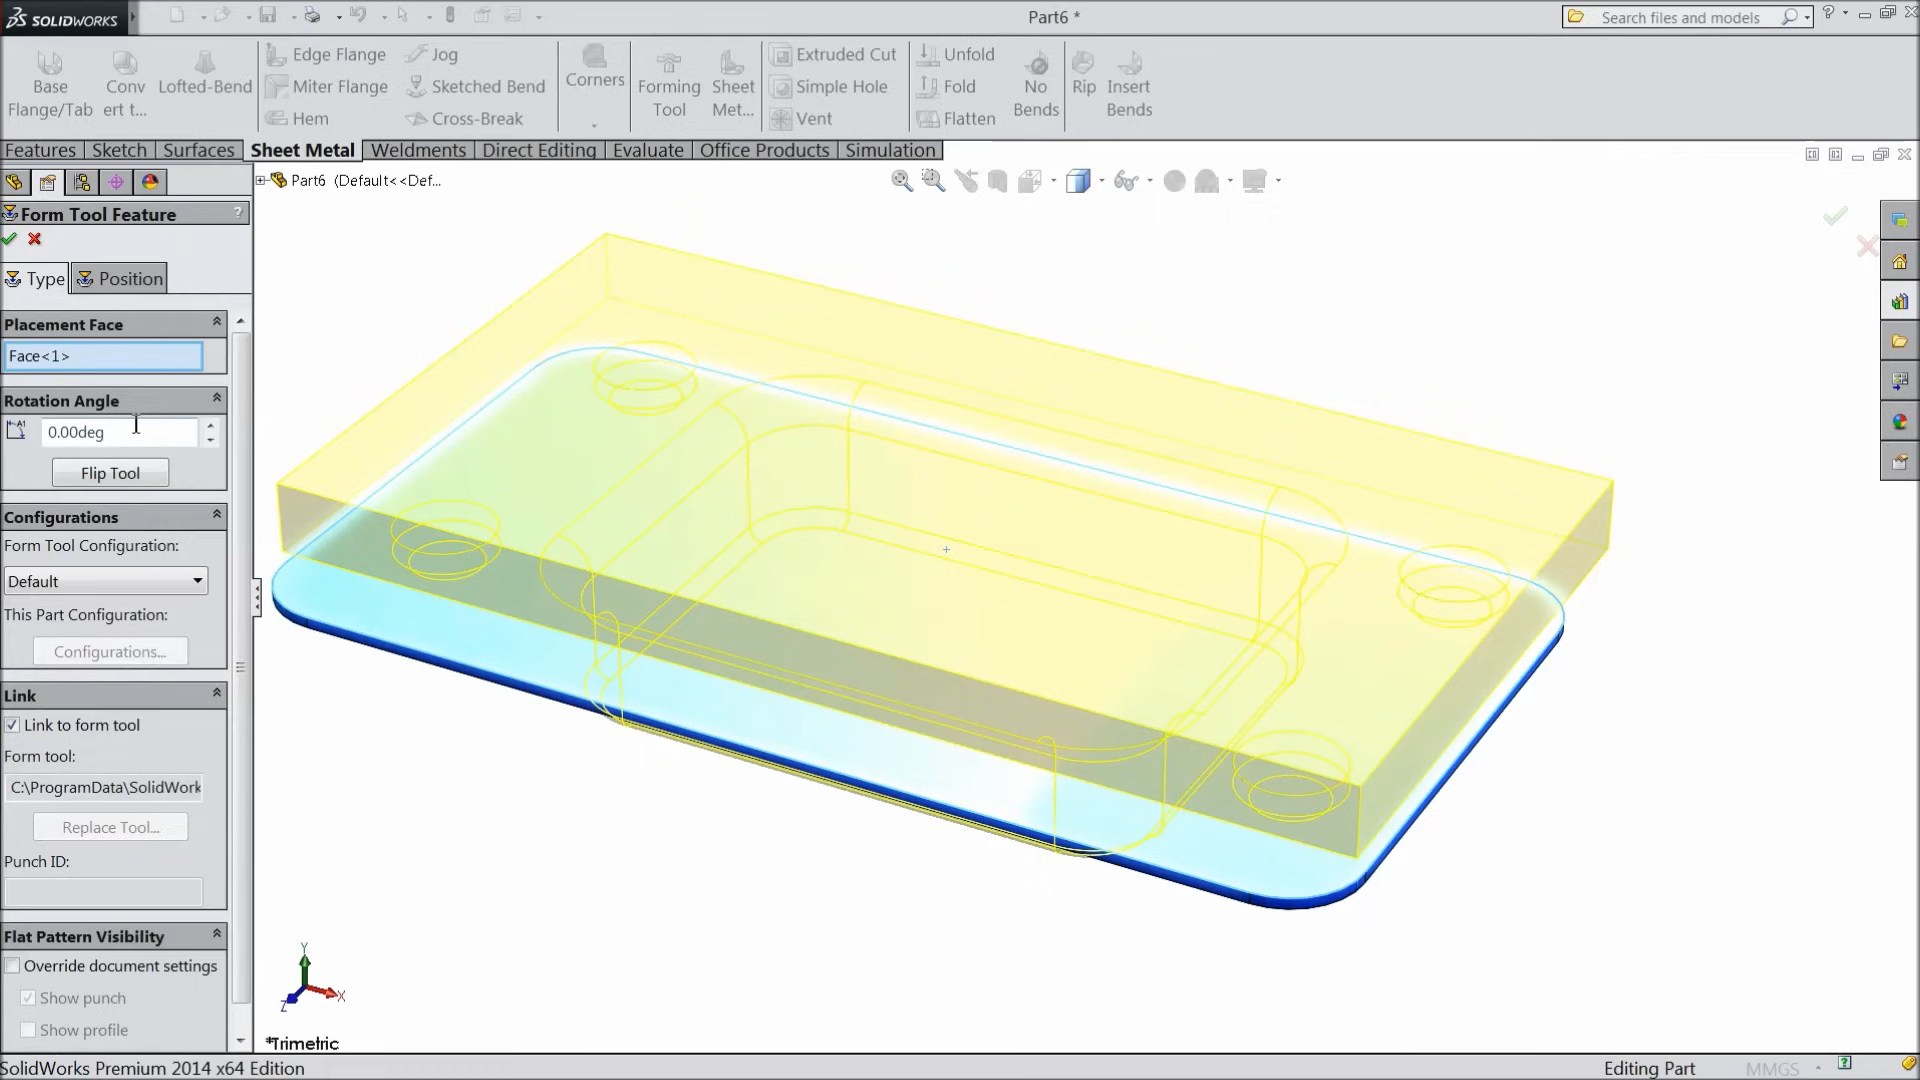 SOLIDWORKS
Part6 *
Search files and models
?
Base Flange/Tab
Conv ert t...
Lofted-Bend
Edge Flange
Miter Flange
Hem
Jog
Sketched Bend
Cross-Break
Corners
Forming Tool
Sheet Met...
Extruded Cut
Simple Hole
Vent
Unfold
Fold
Flatten
No Bends
Rip
Insert Bends
Features Sketch Surfaces Sheet Metal Weldments Direct Editing Evaluate Office Products Simulation
Part6 (Default<<Def...
Form Tool Feature ?
Type Position
Placement Face
Face<1>
Rotation Angle
0.00deg
Flip Tool
Configurations
Form Tool Configuration:
Default
This Part Configuration:
Configurations...
Link
Link to form tool
Form tool:
C:\ProgramData\SolidWork
Replace Tool...
Punch ID:
Flat Pattern Visibility
Override document settings
Show punch
Show profile
Y
X
Z
*Trimetric
SolidWorks Premium 2014 x64 Edition
Editing Part
MMGS
?